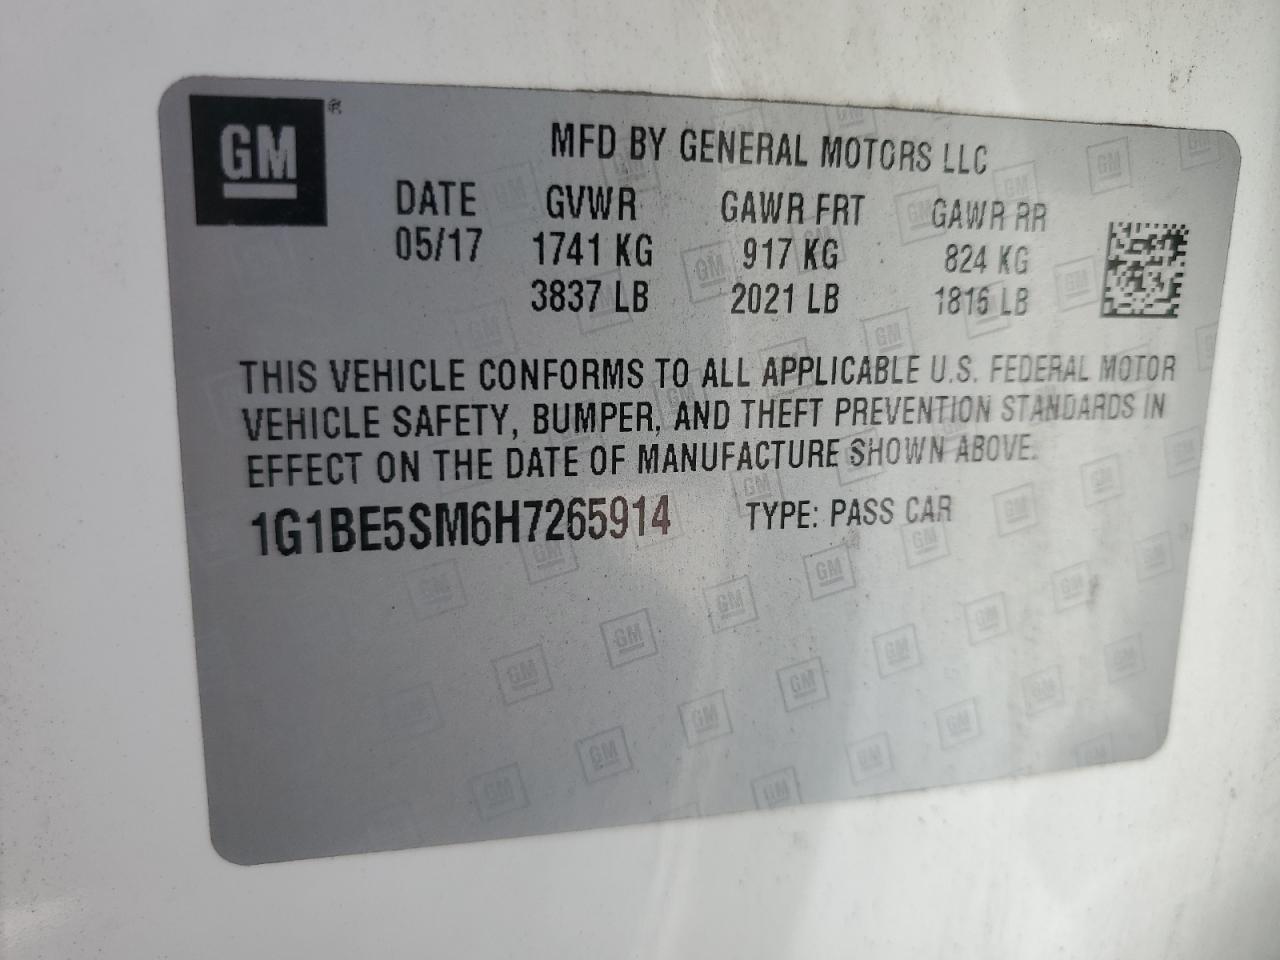 GM®
MFD BY GENERAL MOTORS LLC
DATE GVWR GAWR FRT GAWR RR
05/17 1741 KG 917 KG 824 KG
3837 LB 2021 LB 1816 LB
THIS VEHICLE CONFORMS TO ALL APPLICABLE U.S. FEDERAL MOTOR
VEHICLE SAFETY, BUMPER, AND THEFT PREVENTION STANDARDS IN
EFFECT ON THE DATE OF MANUFACTURE SHOWN ABOVE.
1G1BE5SM6H7265914 TYPE: PASS CAR